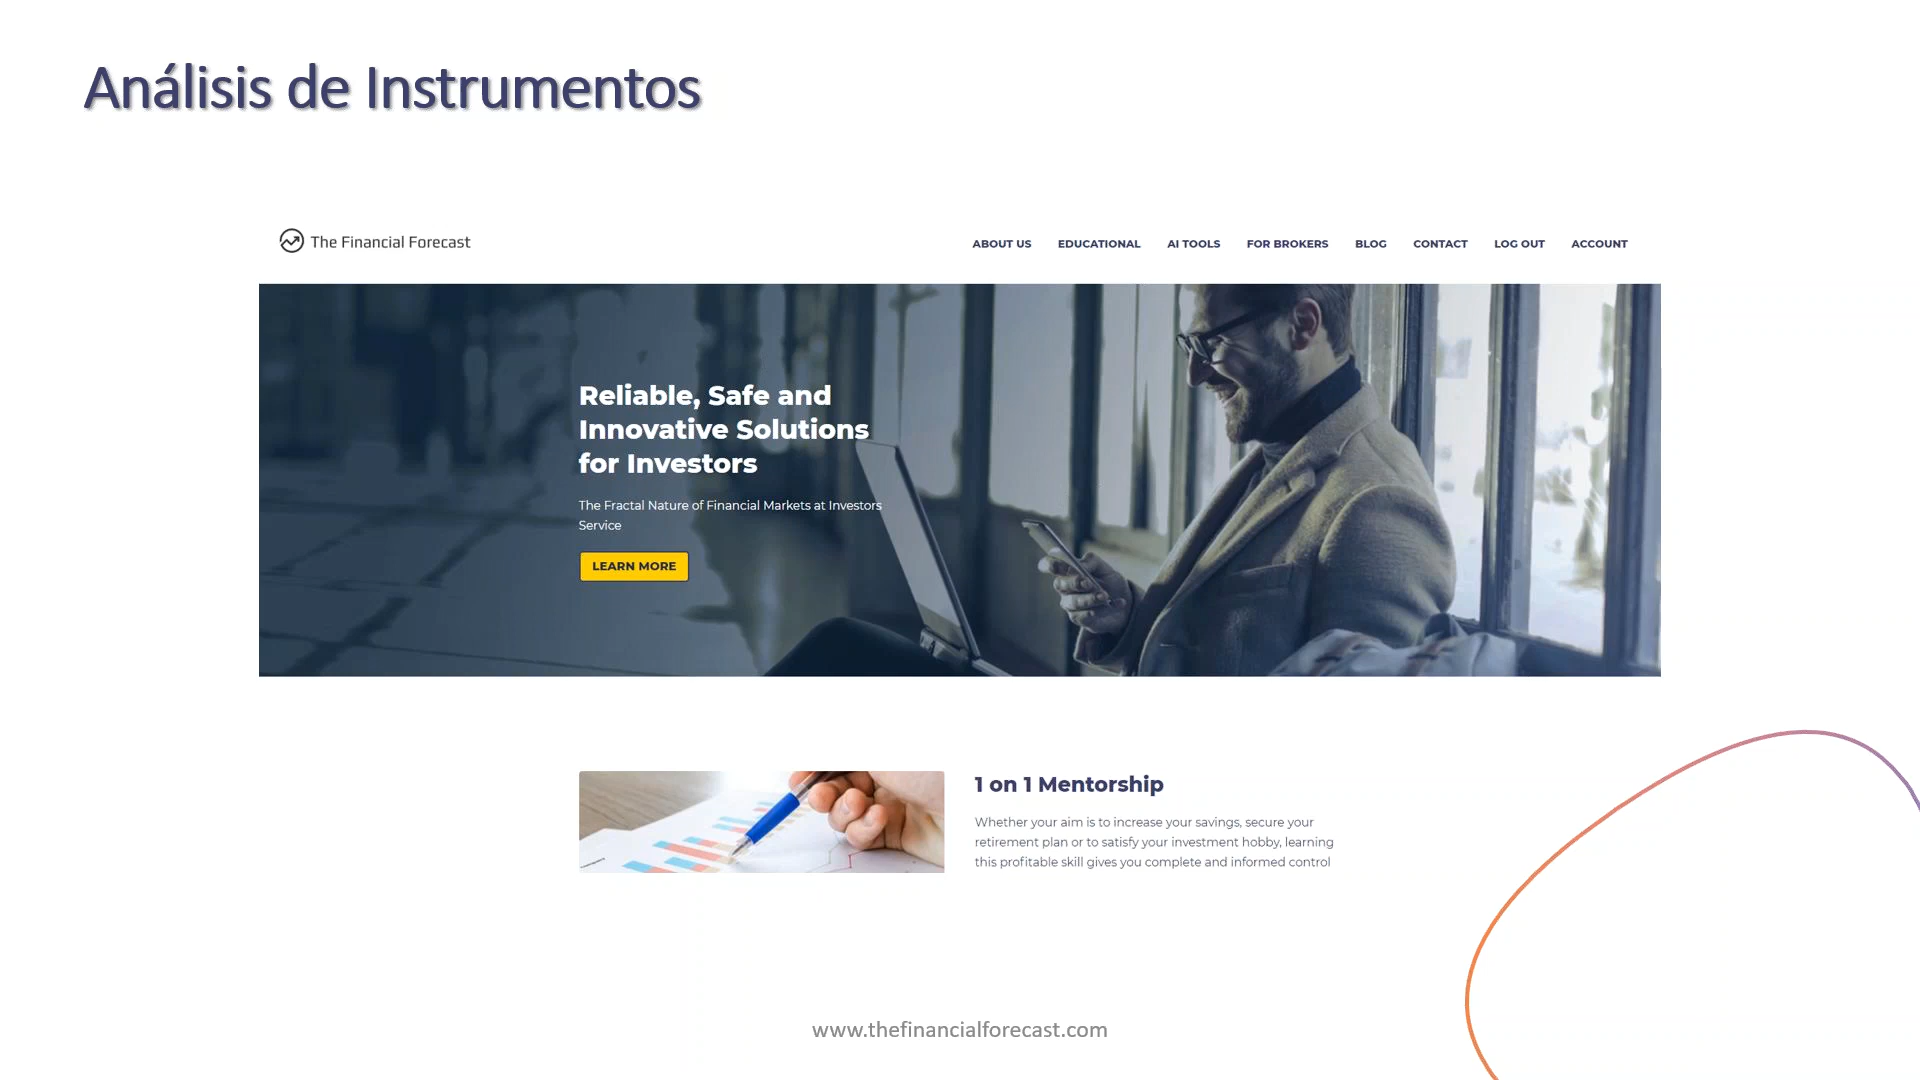 Análisis de Instrumentos
The Financial Forecast
ABOUT US EDUCATIONAL AI TOOLS FOR BROKERS BLOG CONTACT LOG OUT ACCOUNT
Reliable, Safe and
Innovative Solutions
for Investors
The Fractal Nature of Financial Markets at Investors
Service
LEARN MORE
1 on 1 Mentorship
Whether your aim is to increase your savings, secure your
retirement plan or to satisfy your investment hobby, learning
this profitable skill gives you complete and informed control
www.thefinancialforecast.com